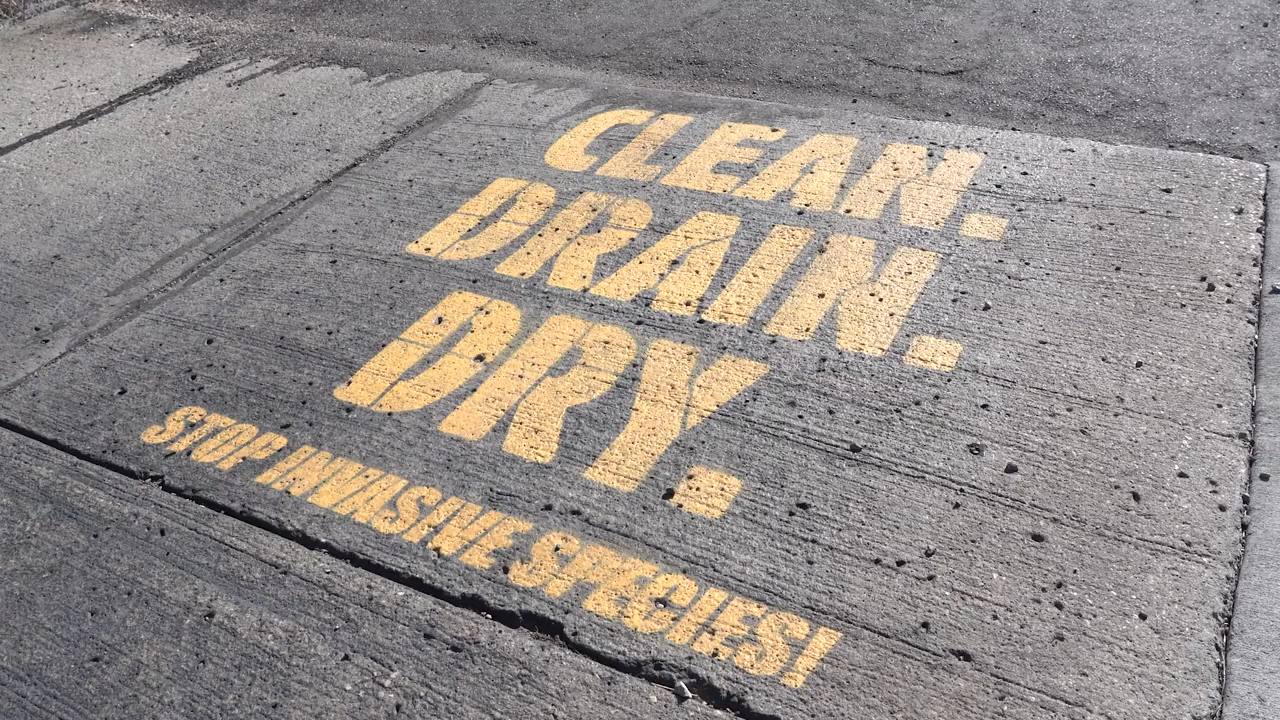 CLEAN.
DRAIN.
DRY.
STOP INVASIVE SPECIES!